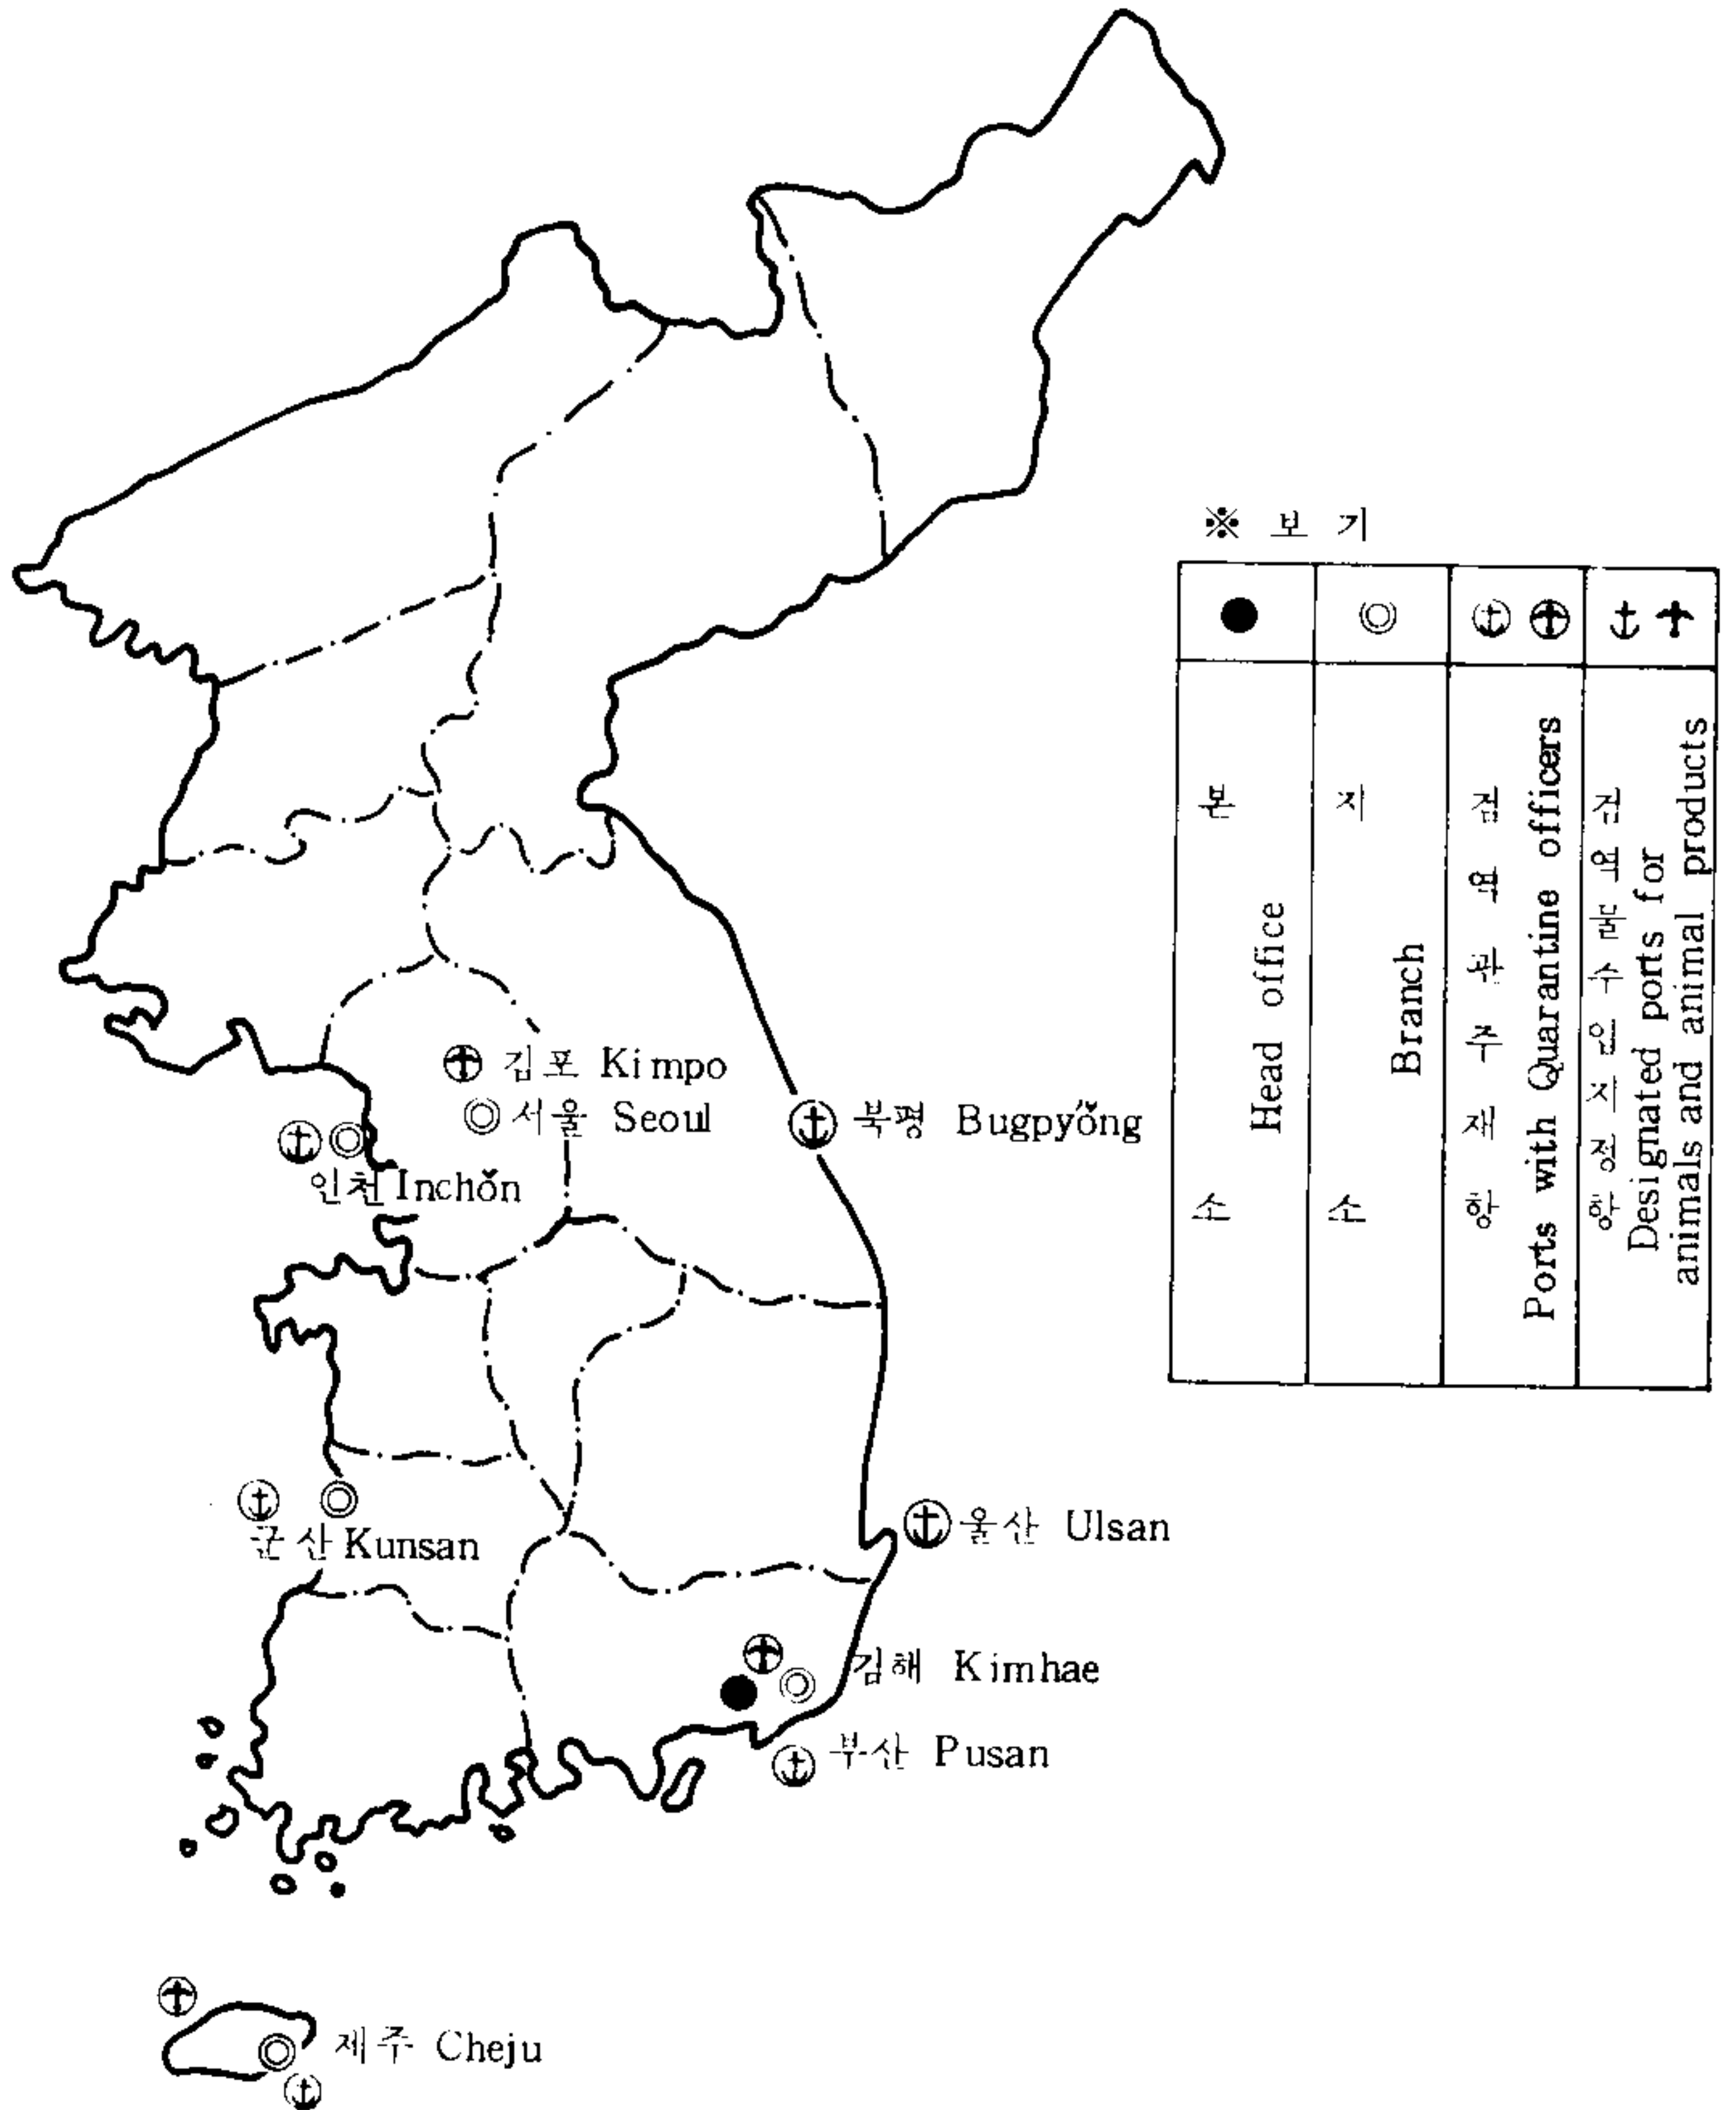 ※ 보 기
본 소
Head office
지 소
Branch
검 역 관 주 재 항
Ports with Quarantine officers
검 역 물 수 입 지 정 항
Designated ports for
animals and animal products
김포 Kimpo
서울 Seoul
북평 Bugpyŏng
인천 Inchŏn
군산 Kunsan
울산 Ulsan
김해 Kimhae
부산 Pusan
제주 Cheju